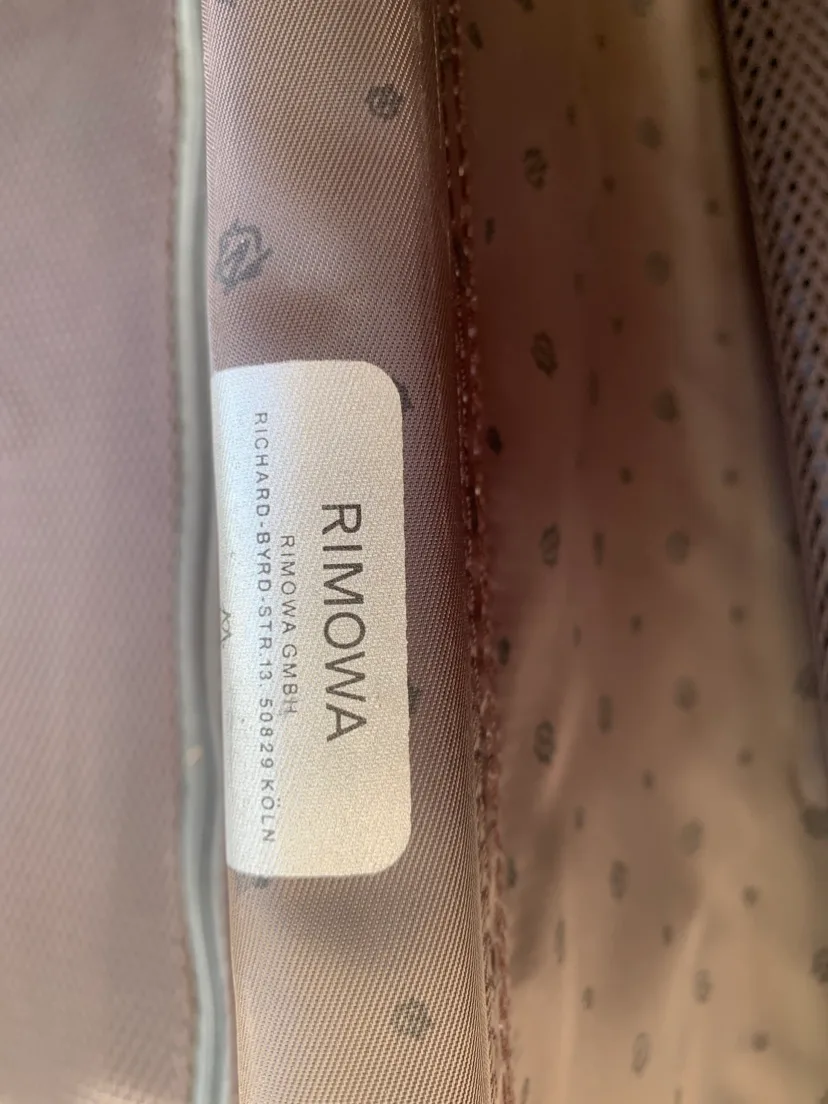 RIMOWA
RIMOWA GMBH
RICHARD-BYRD-STR.13. 50829 KÖLN